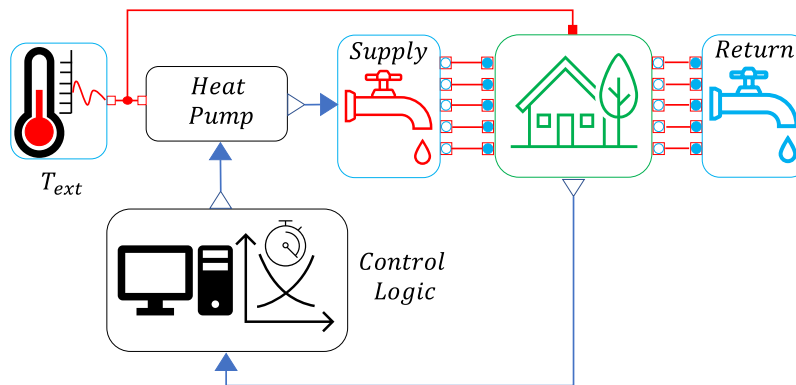 Supply
Return
Heat
Pump
T_ext
Control
Logic